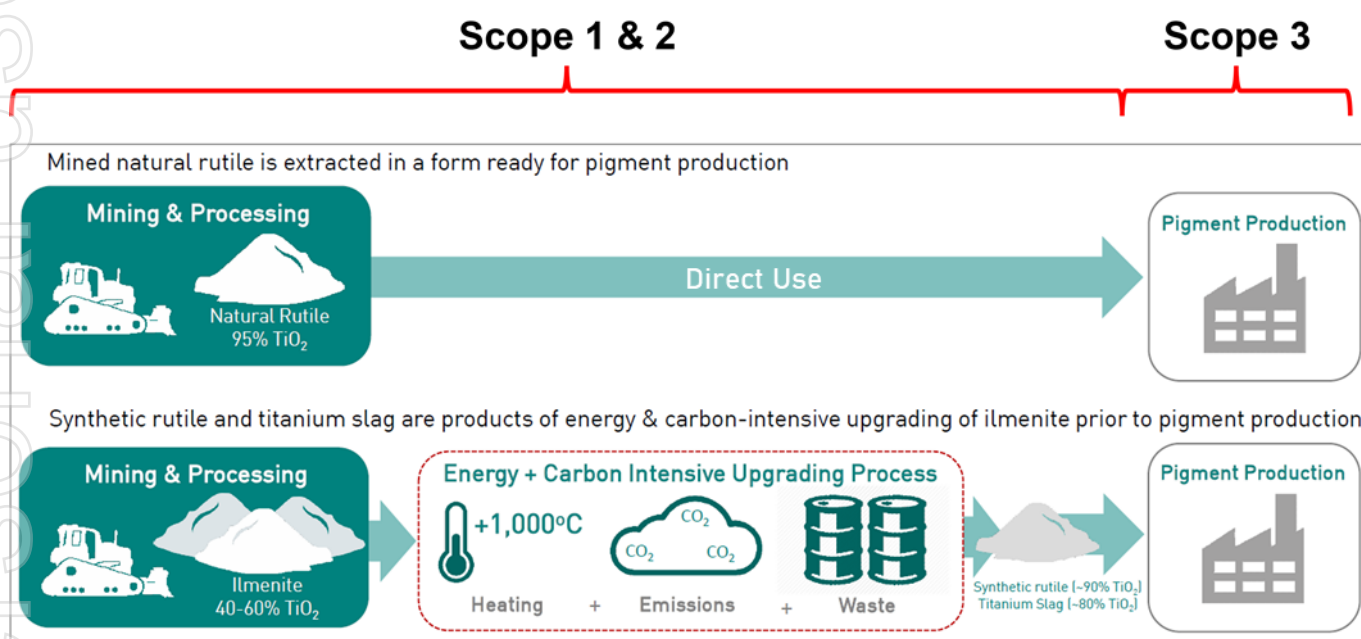 Scope 1 & 2
Scope 3
Mined natural rutile is extracted in a form ready for pigment production
Mining & Processing
Natural Rutile
95% TiO₂
Direct Use
Pigment Production
Synthetic rutile and titanium slag are products of energy & carbon-intensive upgrading of ilmenite prior to pigment production
Mining & Processing
Ilmenite
40-60% TiO₂
Energy + Carbon Intensive Upgrading Process
+1,000°C
CO₂
CO₂
CO₂
Heating + Emissions + Waste
Synthetic rutile (~90% TiO₂)
Titanium Slag (~80% TiO₂)
Pigment Production